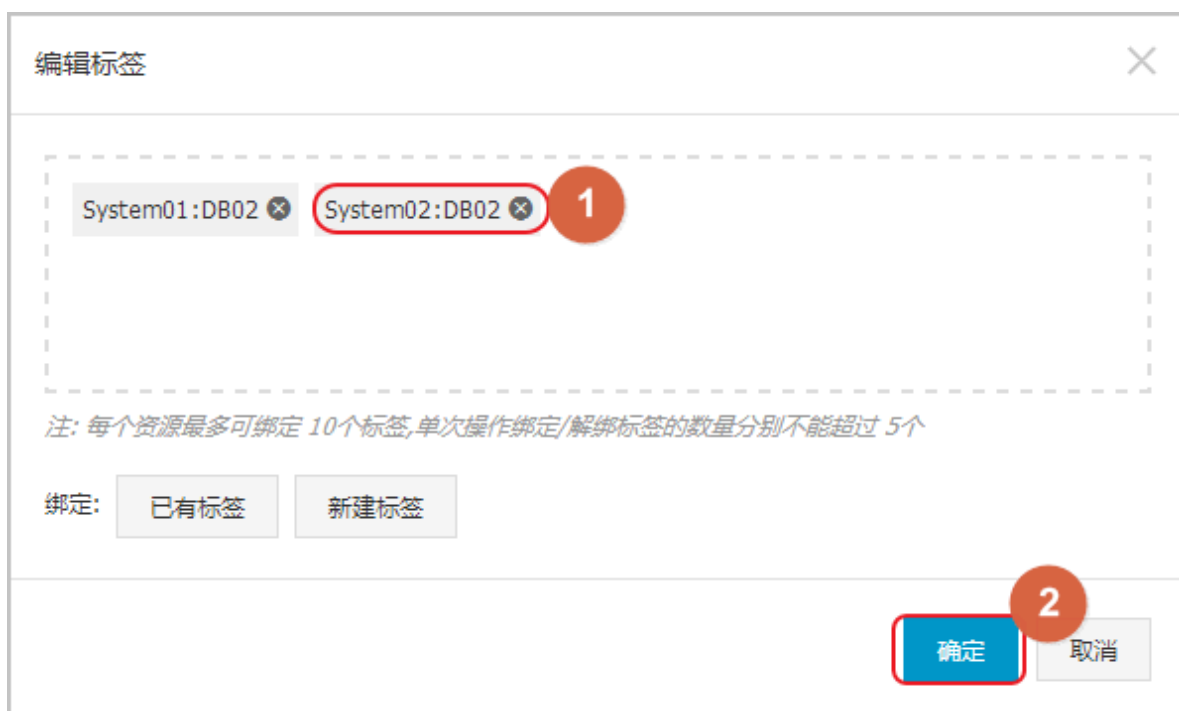 编辑标签
System01:DB02 System02:DB02 1
注: 每个资源最多可绑定 10个标签,单次操作绑定/解绑标签的数量分别不能超过 5个
绑定: 已有标签 新建标签
2
确定 取消